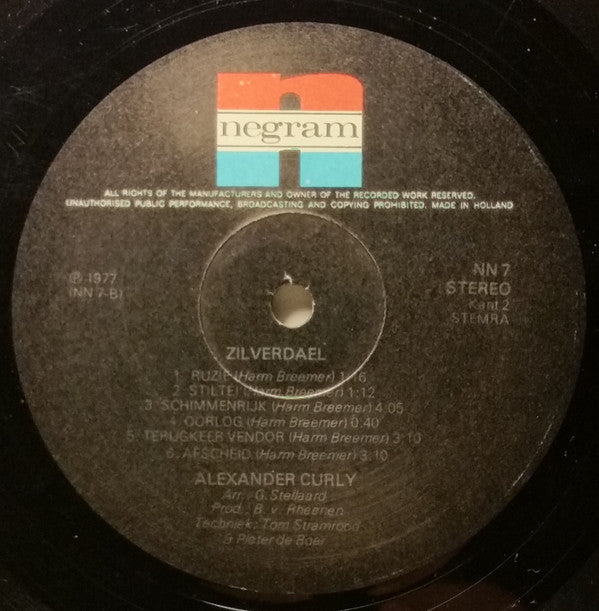 negram
ALL RIGHTS OF THE MANUFACTURERS AND OWNER OF THE RECORDED WORK RESERVED.
UNAUTHORISED PUBLIC PERFORMANCE, BROADCASTING AND COPYING PROHIBITED. MADE IN HOLLAND
℗ 1977
(NN 7-B)
NN 7
STEREO
Kant 2
STEMRA
ZILVERDAEL
1. RUZIE (Harm Breemer) 1:16
2. STILTE! (Harm Breemer) 1:12
3. SCHIMMENRIJK (Harm Breemer) 4:05
4. OORLOG (Harm Breemer) 0:40
5. TERUGKEER VENDOR (Harm Breemer) 3:10
6. AFSCHEID (Harm Breemer) 3:10
ALEXANDER CURLY
Arr.: G. Stellaard
Prod.: B. v. Rheenen
Techniek: Tom Stramrood
& Pieter de Boer